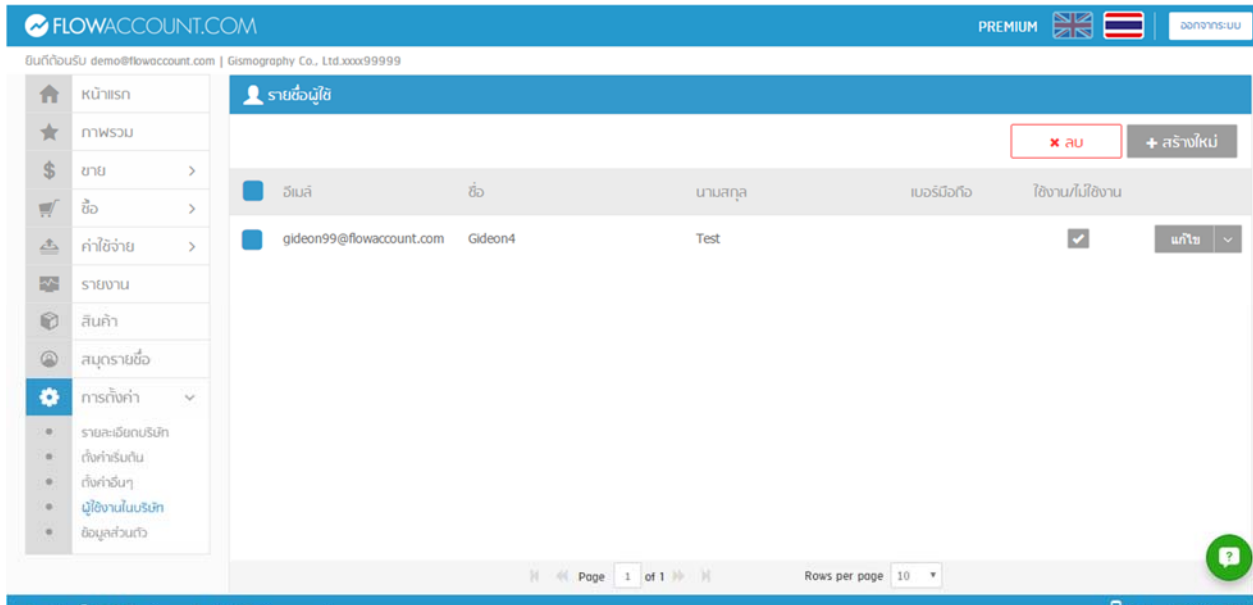 FLOWACCOUNT.COM
PREMIUM
ออกจากระบบ
ยินดีต้อนรับ demo@flowaccount.com | Gismography Co., Ltd.xxxx99999
หน้าแรก
ภาพรวม
ขาย
ซื้อ
ค่าใช้จ่าย
รายงาน
สินค้า
สมุดรายชื่อ
การตั้งค่า
รายละเอียดบริษัท
ตั้งค่าเริ่มต้น
ตั้งค่าอื่นๆ
ผู้ใช้งานในบริษัท
ข้อมูลส่วนตัว
รายชื่อผู้ใช้
ลบ
+ สร้างใหม่
อีเมล์ ชื่อ นามสกุล เบอร์มือถือ ใช้งาน/ไม่ใช้งาน
gideon99@flowaccount.com Gideon4 Test แก้ไข
Page 1 of 1 Rows per page 10